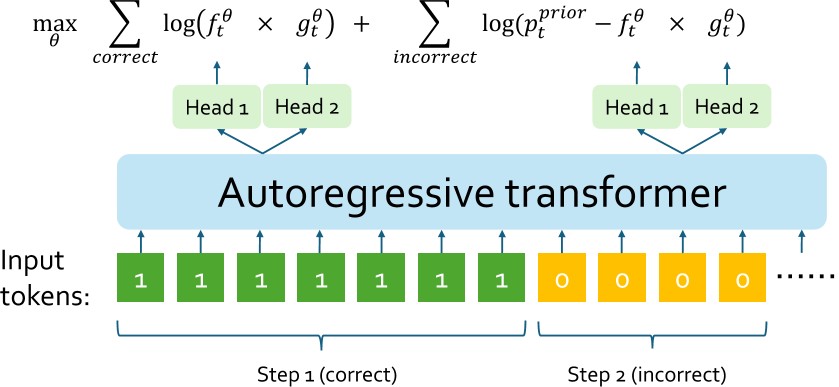 max θ ∑ correct log(f_t^θ × g_t^θ) + ∑ incorrect log(p_t^prior − f_t^θ × g_t^θ)
Head 1 Head 2 Head 1 Head 2
Autoregressive transformer
Input tokens: 1 1 1 1 1 1 1 0 0 0 0 ······
Step 1 (correct) Step 2 (incorrect)